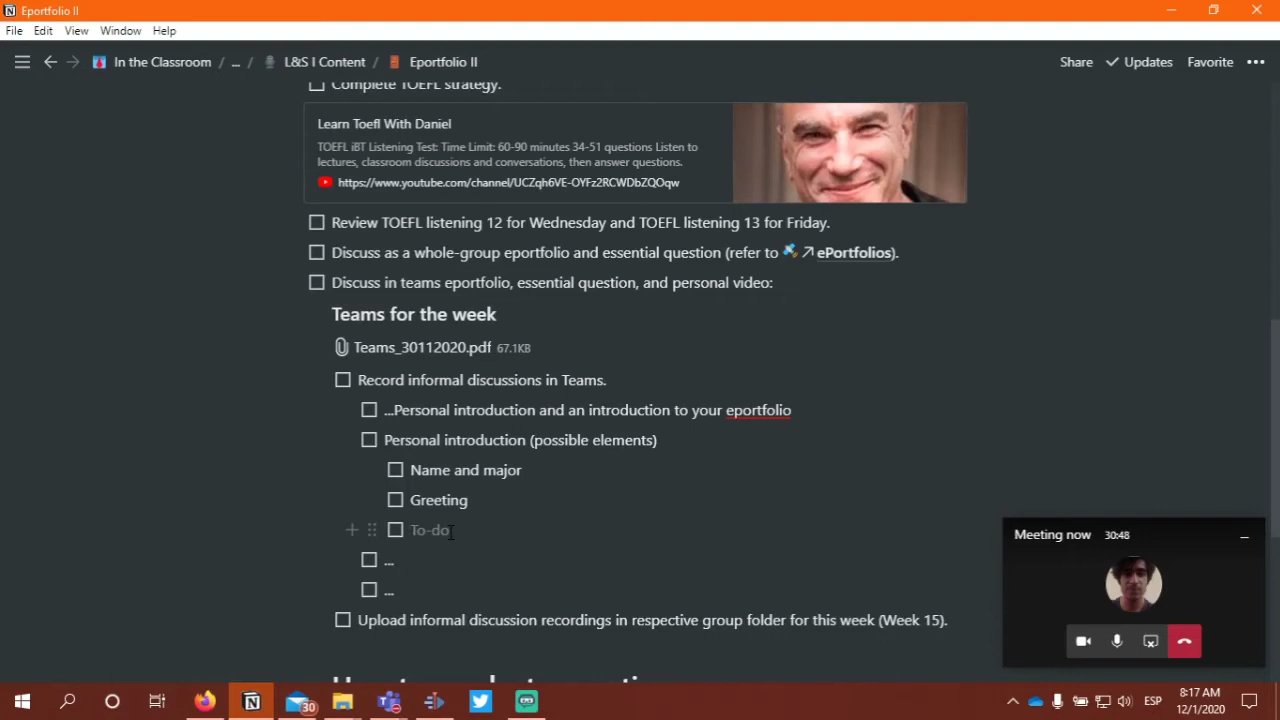 Eportfolio II
File Edit View Window Help
In the Classroom / ... / L&S I Content / Eportfolio II Share Updates Favorite
Complete TOEFL strategy.
Learn Toefl With Daniel
TOEFL iBT Listening Test: Time Limit: 60-90 minutes 34-51 questions Listen to
lectures, classroom discussions and conversations, then answer questions.
https://www.youtube.com/channel/UCZqh6VE-OYFz2RCWDbZQOqw
Review TOEFL listening 12 for Wednesday and TOEFL listening 13 for Friday.
Discuss as a whole-group eportfolio and essential question (refer to ePortfolios).
Discuss in teams eportfolio, essential question, and personal video:
Teams for the week
Teams_30112020.pdf 67.1KB
Record informal discussions in Teams.
...Personal introduction and an introduction to your eportfolio
Personal introduction (possible elements)
Name and major
Greeting
To-do
...
...
Upload informal discussion recordings in respective group folder for this week (Week 15).
Meeting now 30:48
30
ESP
8:17 AM
12/1/2020